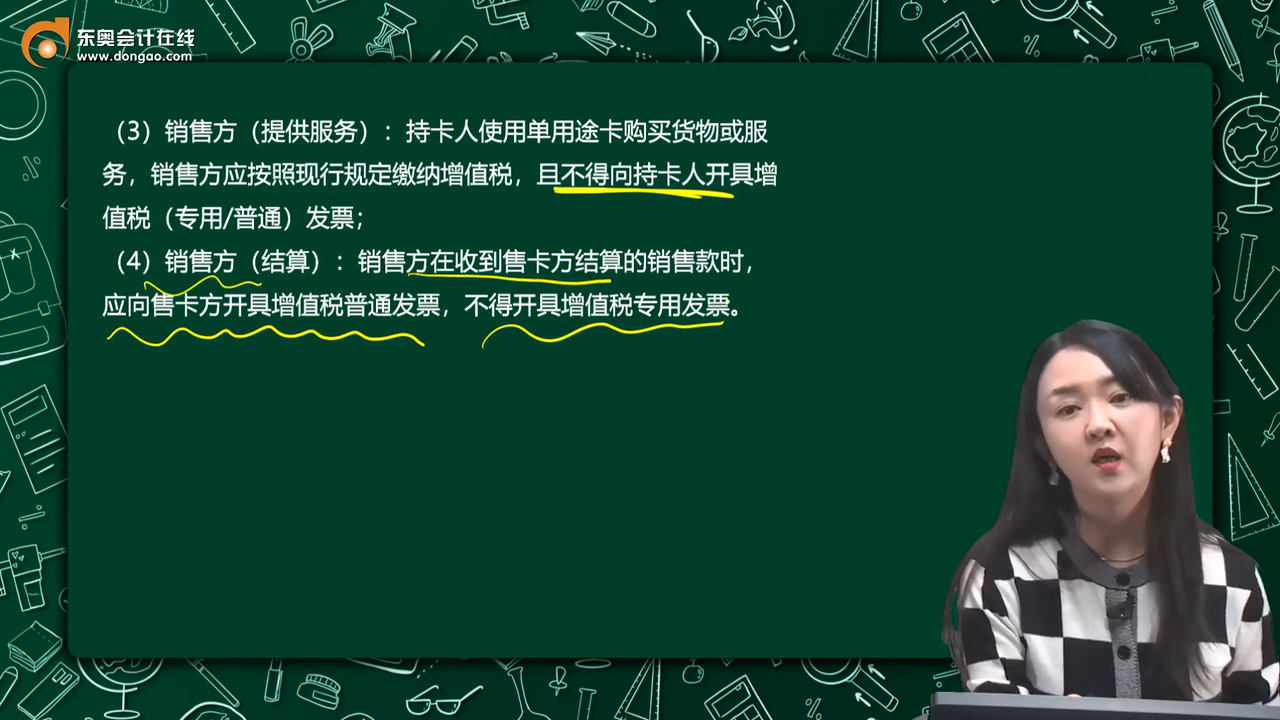 东奥会计在线
www.dongao.com
（3）销售方（提供服务）：持卡人使用单用途卡购买货物或服
务，销售方应按照现行规定缴纳增值税，且不得向持卡人开具增
值税（专用/普通）发票；
（4）销售方（结算）：销售方在收到售卡方结算的销售款时，
应向售卡方开具增值税普通发票，不得开具增值税专用发票。